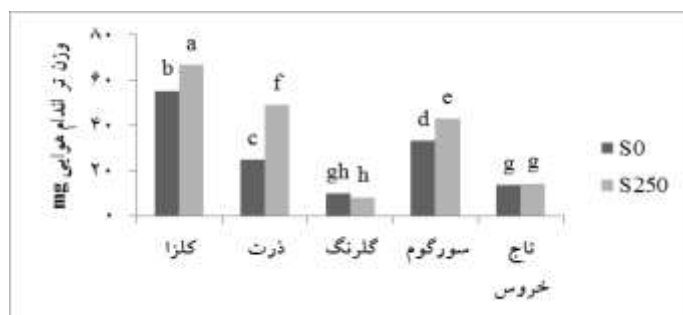 وزن تر اندام هوایی mg
۸۰
۶۰
۴۰
۲۰
۰
b a
c f
gh h
d e
g g
کلزا ذرت گلرنگ سورگوم تاج خروس
S0
S250